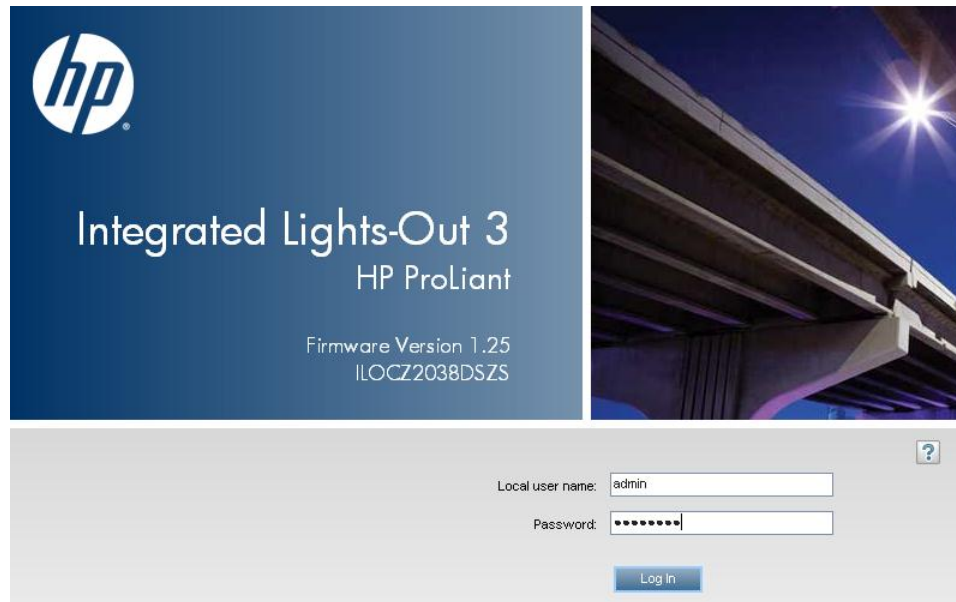 hp
Integrated Lights-Out 3
HP ProLiant
Firmware Version 1.25
ILOCZ2038DSZS
?
Local user name: admin
Password: ••••••••
Log In